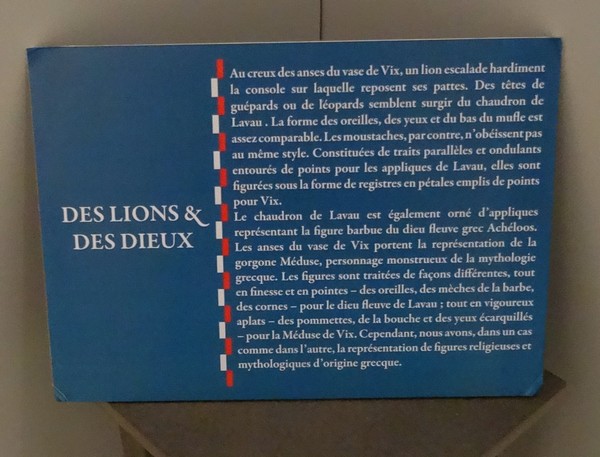 DES LIONS &
DES DIEUX
Au creux des anses du vase de Vix, un lion escalade hardiment
la console sur laquelle reposent ses pattes. Des têtes de
guépards ou de léopards semblent surgir du chaudron de
Lavau . La forme des oreilles, des yeux et du bas du mufle est
assez comparable. Les moustaches, par contre, n'obéissent pas
au même style. Constituées de traits parallèles et ondulants
entourés de points pour les appliques de Lavau, elles sont
figurées sous la forme de registres en pétales emplis de points
pour Vix.
Le chaudron de Lavau est également orné d'appliques
représentant la figure barbue du dieu fleuve grec Achéloos.
Les anses du vase de Vix portent la représentation de la
gorgone Méduse, personnage monstrueux de la mythologie
grecque. Les figures sont traitées de façons différentes, tout
en finesse et en pointes – des oreilles, des mèches de la barbe,
des cornes – pour le dieu fleuve de Lavau ; tout en vigoureux
aplats – des pommettes, de la bouche et des yeux écarquillés
– pour la Méduse de Vix. Cependant, nous avons, dans un cas
comme dans l'autre, la représentation de figures religieuses et
mythologiques d'origine grecque.